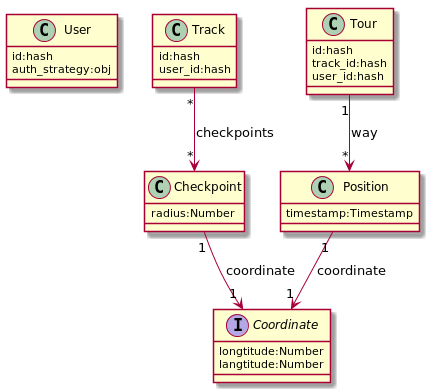 C User
id:hash
auth_strategy:obj
C Track
id:hash
user_id:hash
C Tour
id:hash
track_id:hash
user_id:hash
*
checkpoints
*
1
way
*
C Checkpoint
radius:Number
C Position
timestamp:Timestamp
1
coordinate
1
1
coordinate
1
I Coordinate
longtitude:Number
langtitude:Number